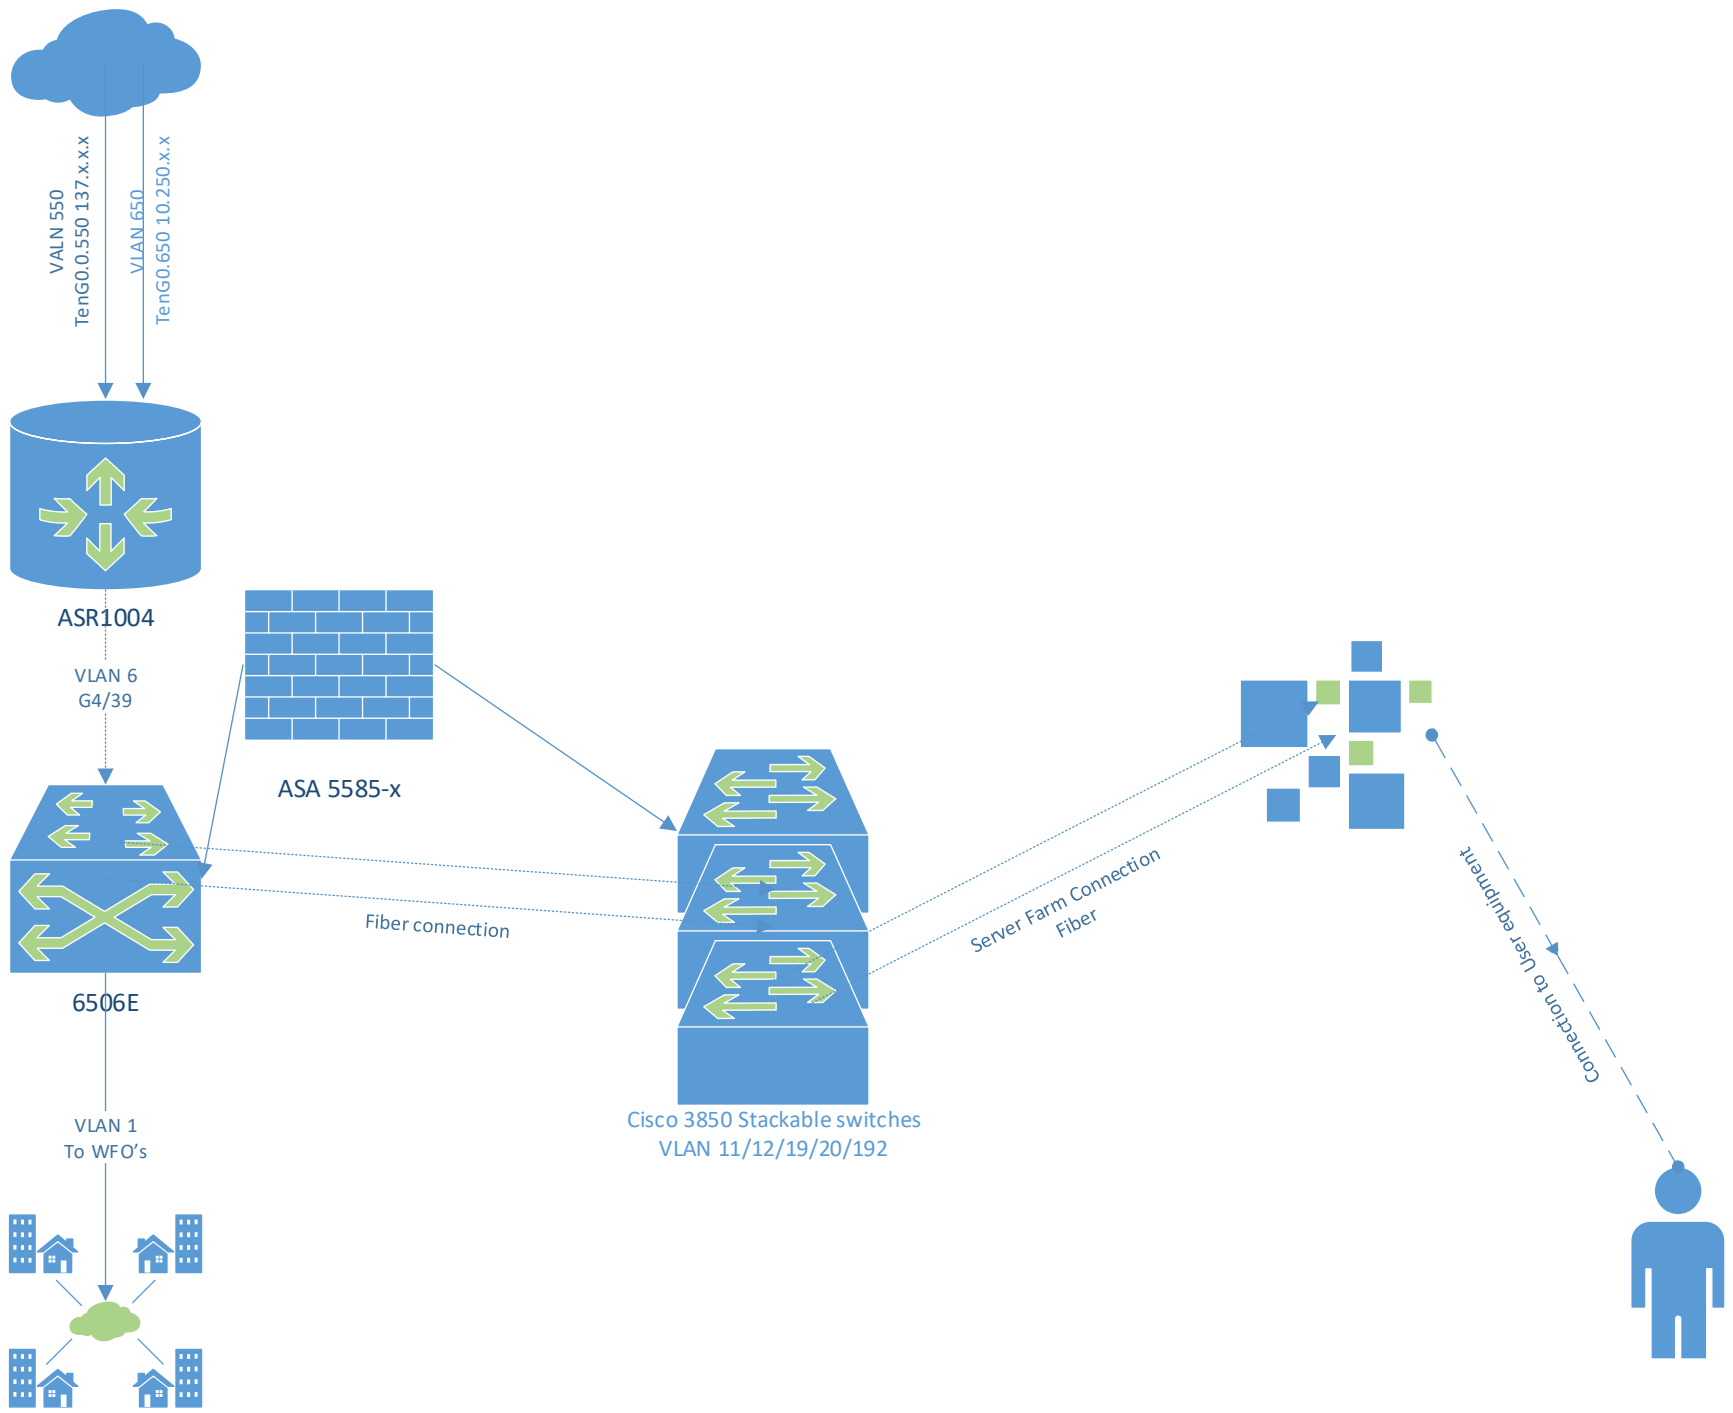 VALN 550
TenG0.0.550 137.x.x.x
VLAN 650
TenG0.650 10.250.x.x
ASR1004
VLAN 6
G4/39
ASA 5585-x
Fiber connection
6506E
Server Farm Connection
Fiber
Connection to User equipment
Cisco 3850 Stackable switches
VLAN 11/12/19/20/192
VLAN 1
To WFO’s